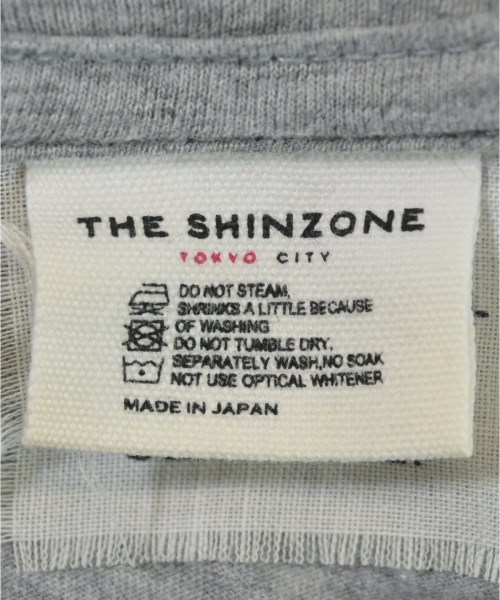 THE SHINZONE
TOKYO CITY
DO NOT STEAM,
SHRINKS A LITTLE BECAUSE
OF WASHING
DO NOT TUMBLE DRY.
SEPARATELY WASH, NO SOAK
NOT USE OPTICAL WHITENER
MADE IN JAPAN